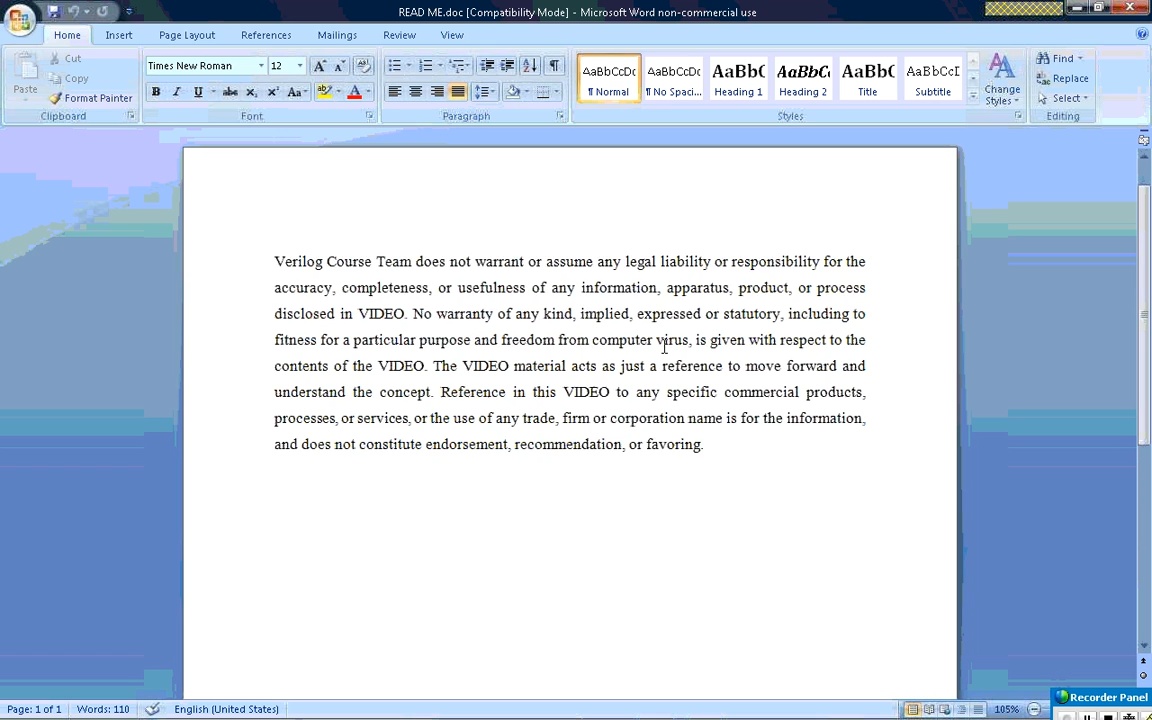 READ ME.doc [Compatibility Mode] - Microsoft Word non-commercial use
Home Insert Page Layout References Mailings Review View
Paste Cut Copy Format Painter Clipboard
Times New Roman 12
B I U abc X₂ X² Aa A
Font
Paragraph
AaBbCcDc AaBbCcDc AaBbC AaBbC AaBbC AaBbCcI
¶ Normal ¶ No Spaci... Heading 1 Heading 2 Title Subtitle
Change Styles
Styles
Find
Replace
Select
Editing
Verilog Course Team does not warrant or assume any legal liability or responsibility for the
accuracy, completeness, or usefulness of any information, apparatus, product, or process
disclosed in VIDEO. No warranty of any kind, implied, expressed or statutory, including to
fitness for a particular purpose and freedom from computer virus, is given with respect to the
contents of the VIDEO. The VIDEO material acts as just a reference to move forward and
understand the concept. Reference in this VIDEO to any specific commercial products,
processes, or services, or the use of any trade, firm or corporation name is for the information,
and does not constitute endorsement, recommendation, or favoring.
Recorder Panel
Page: 1 of 1 Words: 110 English (United States) 105%